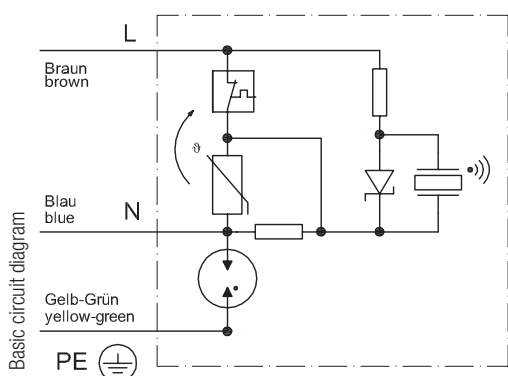 L
Braun
brown
ϑ
Blau
blue
N
Gelb-Grün
yellow-green
PE
Basic circuit diagram